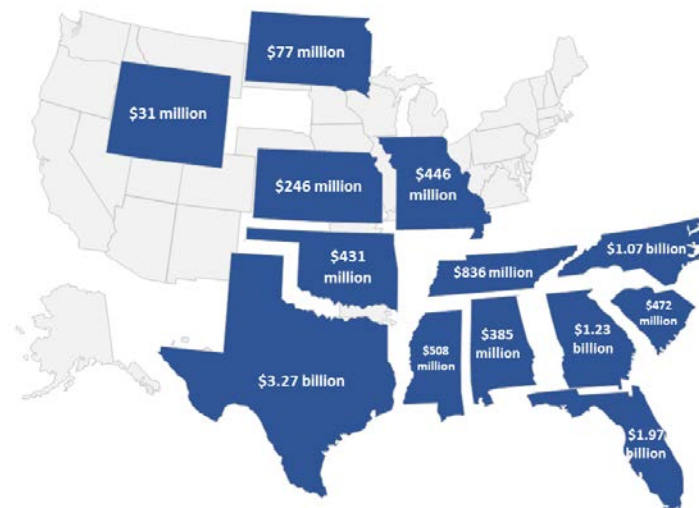 $77 million
$31 million
$246 million
$446
million
$431
million
$836 million
$1.07 billion
$472
million
$508
million
$385
million
$1.23
billion
$3.27 billion
$1.97
billion